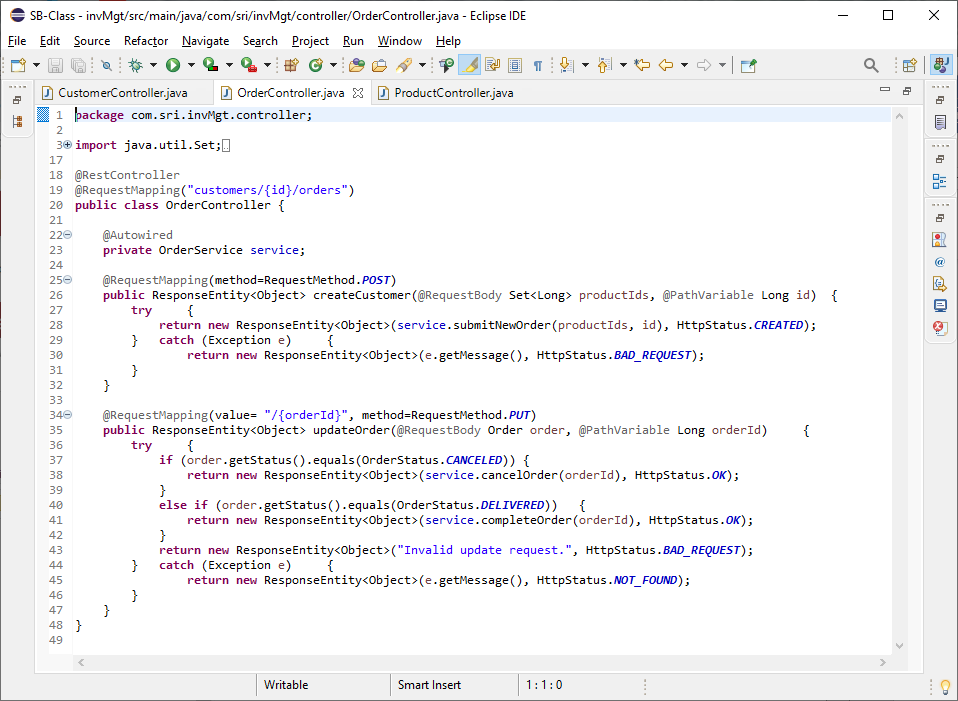 SB-Class - invMgt/src/main/java/com/sri/invMgt/controller/OrderController.java - Eclipse IDE
File Edit Source Refactor Navigate Search Project Run Window Help
CustomerController.java OrderController.java ProductController.java
1 package com.sri.invMgt.controller;
2
3 import java.util.Set;
17
18 @RestController
19 @RequestMapping("customers/{id}/orders")
20 public class OrderController {
21
22 @Autowired
23 private OrderService service;
24
25 @RequestMapping(method=RequestMethod.POST)
26 public ResponseEntity<Object> createCustomer(@RequestBody Set<Long> productIds, @PathVariable Long id) {
27 try {
28 return new ResponseEntity<Object>(service.submitNewOrder(productIds, id), HttpStatus.CREATED);
29 } catch (Exception e) {
30 return new ResponseEntity<Object>(e.getMessage(), HttpStatus.BAD_REQUEST);
31 }
32 }
33
34 @RequestMapping(value= "/{orderId}", method=RequestMethod.PUT)
35 public ResponseEntity<Object> updateOrder(@RequestBody Order order, @PathVariable Long orderId) {
36 try {
37 if (order.getStatus().equals(OrderStatus.CANCELED)) {
38 return new ResponseEntity<Object>(service.cancelOrder(orderId), HttpStatus.OK);
39 }
40 else if (order.getStatus().equals(OrderStatus.DELIVERED)) {
41 return new ResponseEntity<Object>(service.completeOrder(orderId), HttpStatus.OK);
42 }
43 return new ResponseEntity<Object>("Invalid update request.", HttpStatus.BAD_REQUEST);
44 } catch (Exception e) {
45 return new ResponseEntity<Object>(e.getMessage(), HttpStatus.NOT_FOUND);
46 }
47 }
48 }
49
Writable Smart Insert 1 : 1 : 0